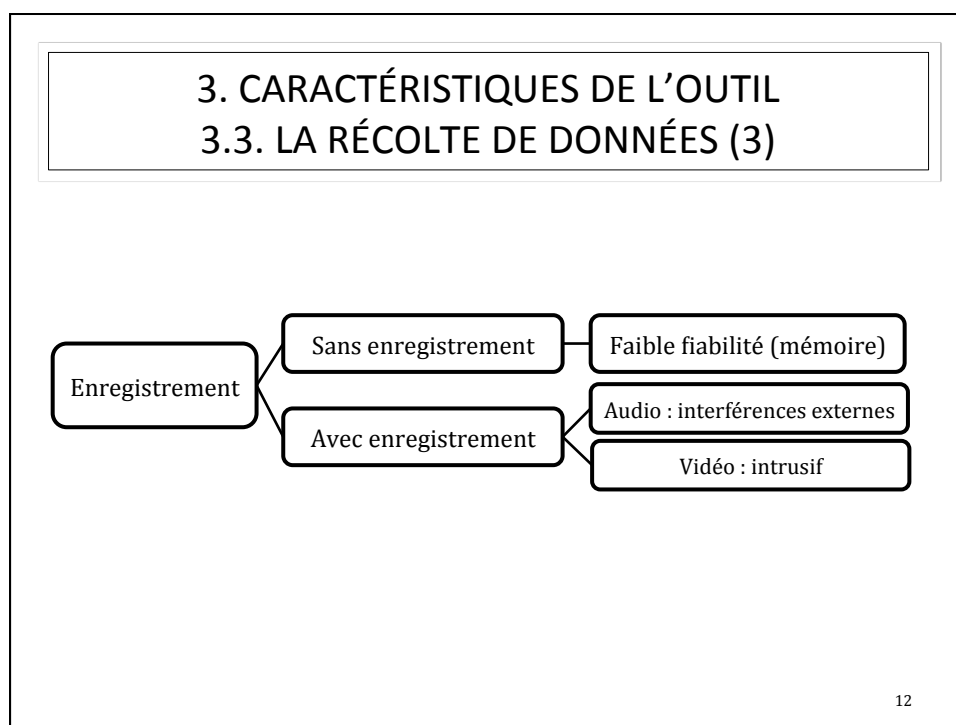 3. CARACTÉRISTIQUES DE L’OUTIL
3.3. LA RÉCOLTE DE DONNÉES (3)
Enregistrement
Sans enregistrement
Faible fiabilité (mémoire)
Avec enregistrement
Audio : interférences externes
Vidéo : intrusif
12